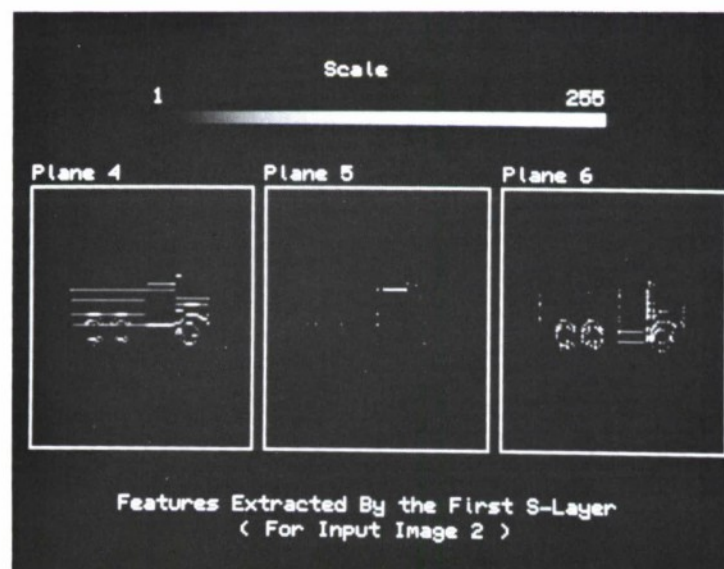 Scale
1 255
Plane 4 Plane 5 Plane 6
Features Extracted By the First S-Layer
( For Input Image 2 )